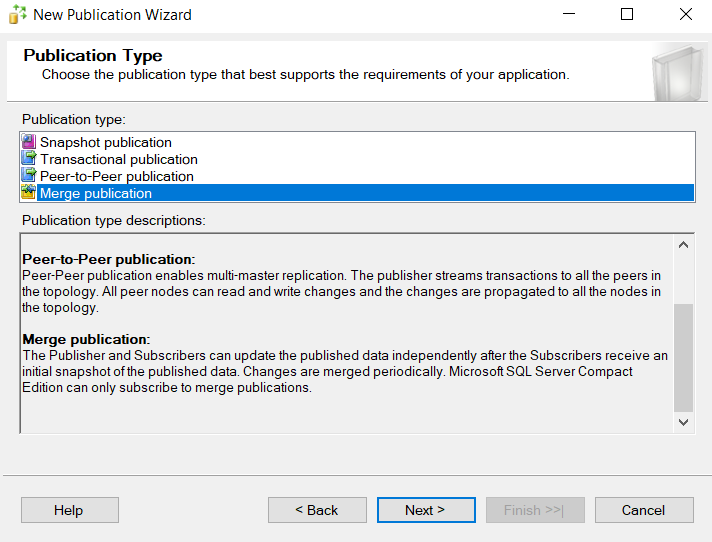 New Publication Wizard
Publication Type
Choose the publication type that best supports the requirements of your application.
Publication type:
Snapshot publication
Transactional publication
Peer-to-Peer publication
Merge publication
Publication type descriptions:
Peer-to-Peer publication:
Peer-Peer publication enables multi-master replication. The publisher streams transactions to all the peers in
the topology. All peer nodes can read and write changes and the changes are propagated to all the nodes in
the topology.
Merge publication:
The Publisher and Subscribers can update the published data independently after the Subscribers receive an
initial snapshot of the published data. Changes are merged periodically. Microsoft SQL Server Compact
Edition can only subscribe to merge publications.
Help
< Back
Next >
Finish >>|
Cancel